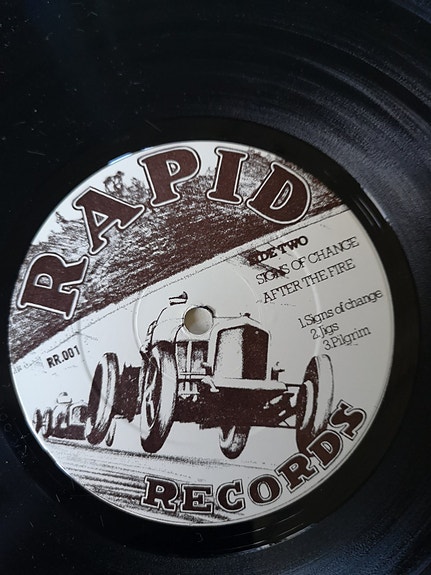 RAPID
SIDE TWO
SIGNS OF CHANGE
AFTER THE FIRE
1.Signs of change
2.Jigs
3.Pilgrim
RR.001
RECORDS